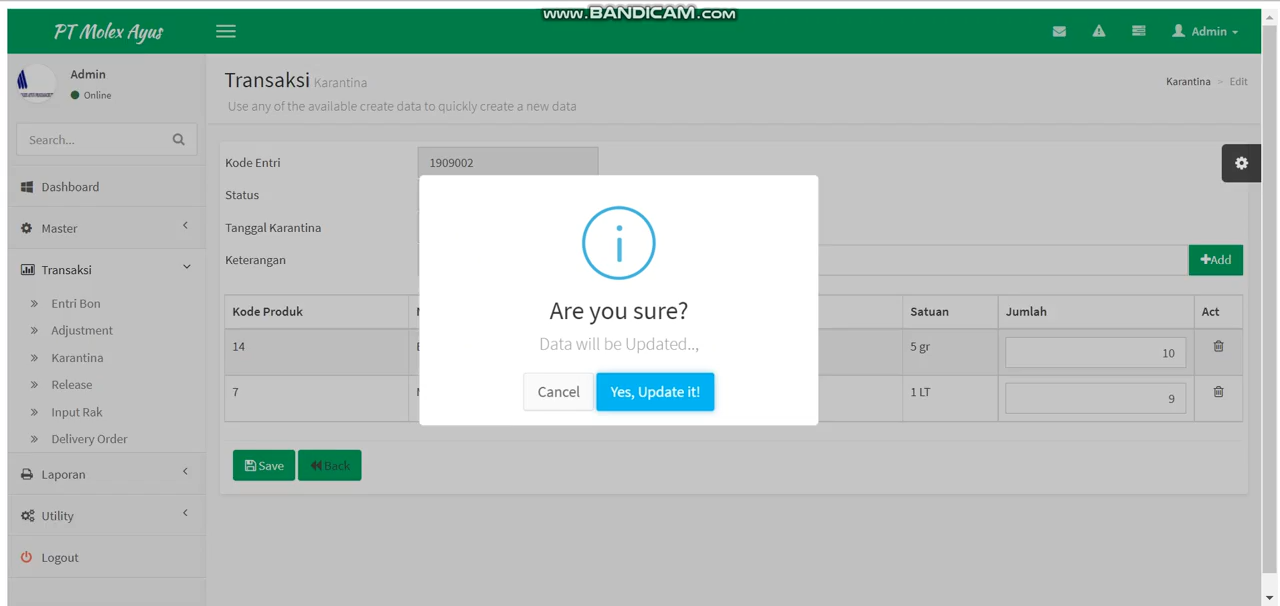 www.BANDICAM.com
PT Molex Ayus
Admin
Admin
Online
Transaksi Karantina
Karantina > Edit
Use any of the available create data to quickly create a new data
Search...
Dashboard
Master
Transaksi
Entri Bon
Adjustment
Karantina
Release
Input Rak
Delivery Order
Laporan
Utility
Logout
Kode Entri 1909002
Status
Tanggal Karantina
Keterangan
+Add
Kode Produk Satuan Jumlah Act
14 5 gr 10
7 1 LT 9
Save Back
Are you sure?
Data will be Updated..,
Cancel Yes, Update it!